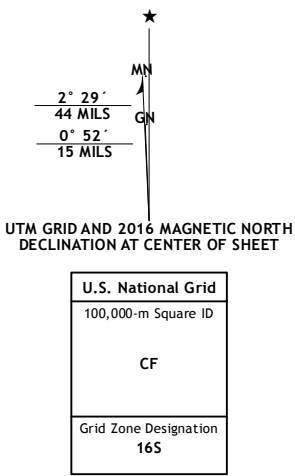 ★
MN
GN
2° 29´
44 MILS
0° 52´
15 MILS
UTM GRID AND 2016 MAGNETIC NORTH
DECLINATION AT CENTER OF SHEET
U.S. National Grid
100,000-m Square ID
CF
Grid Zone Designation
16S